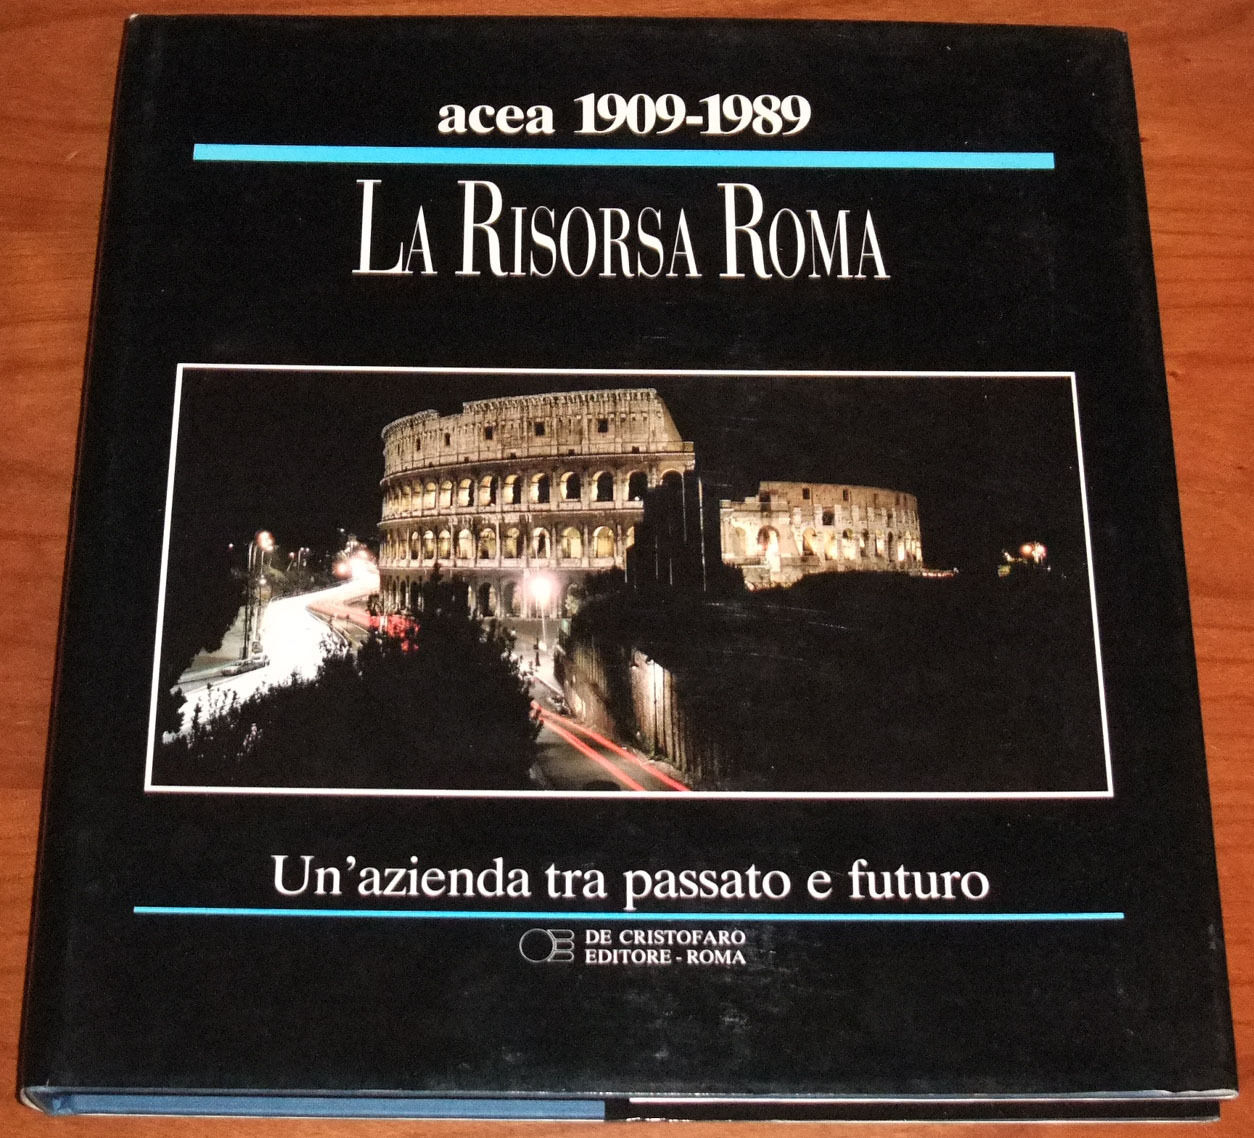 acea 1909-1989
LA RISORSA ROMA
Un'azienda tra passato e futuro
DE CRISTOFARO
EDITORE - ROMA